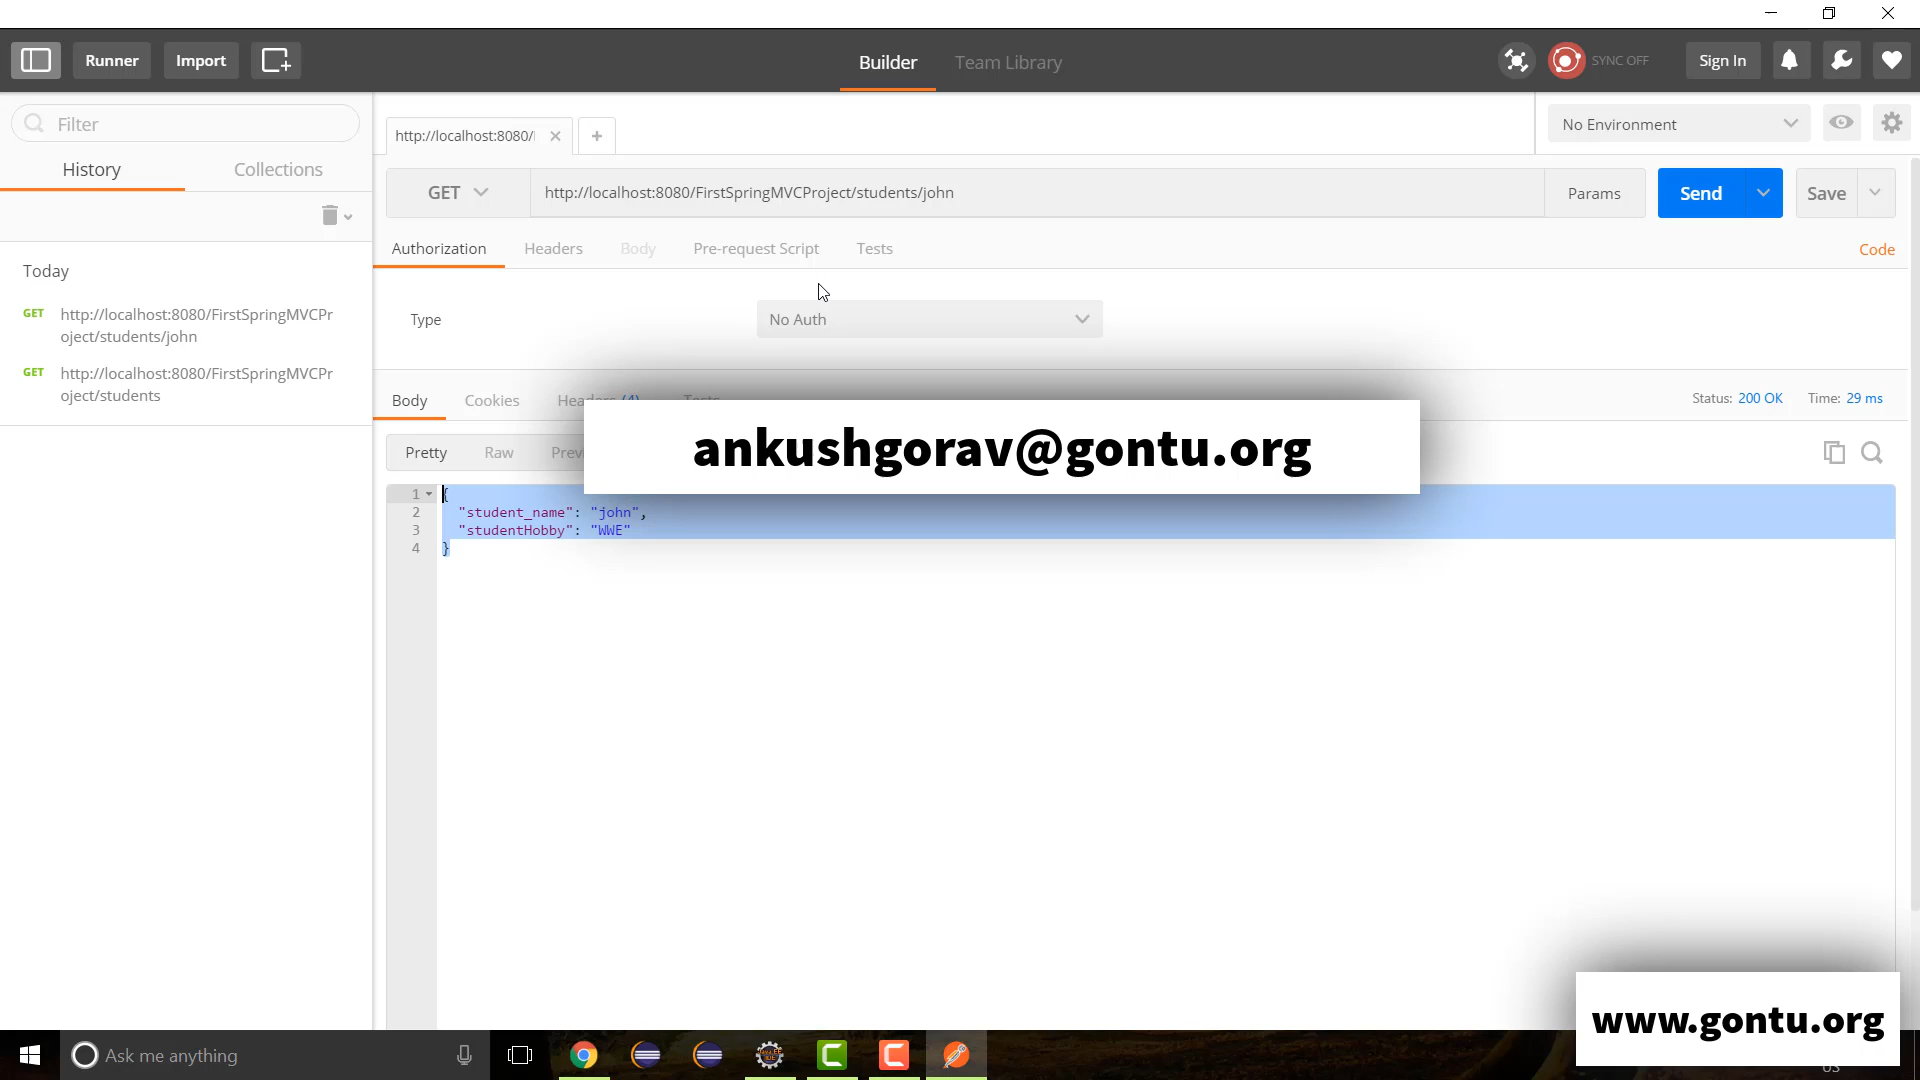 Runner
Import
Builder
Team Library
SYNC OFF
Sign In
Filter
History
Collections
Today
GET http://localhost:8080/FirstSpringMVCPr
oject/students/john
GET http://localhost:8080/FirstSpringMVCPr
oject/students
http://localhost:8080/
No Environment
GET
http://localhost:8080/FirstSpringMVCProject/students/john
Params
Send
Save
Authorization
Headers
Body
Pre-request Script
Tests
Code
Type
No Auth
Body
Cookies
Headers (4)
Tests
Status: 200 OK
Time: 29 ms
Pretty
Raw
ankushgorav@gontu.org
1 {
2 "student_name": "john",
3 "studentHobby": "WWE"
4 }
www.gontu.org
Ask me anything